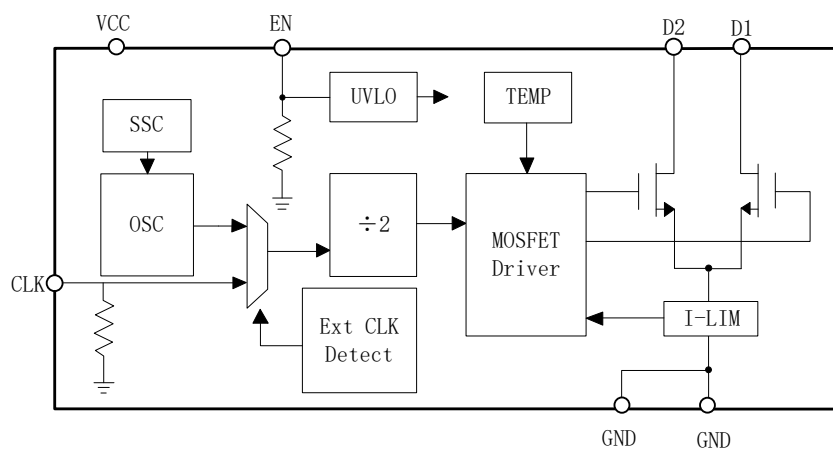 VCC
EN
D2
D1
SSC
UVLO
TEMP
OSC
÷2
MOSFET
Driver
CLK
Ext CLK
Detect
I-LIM
GND
GND